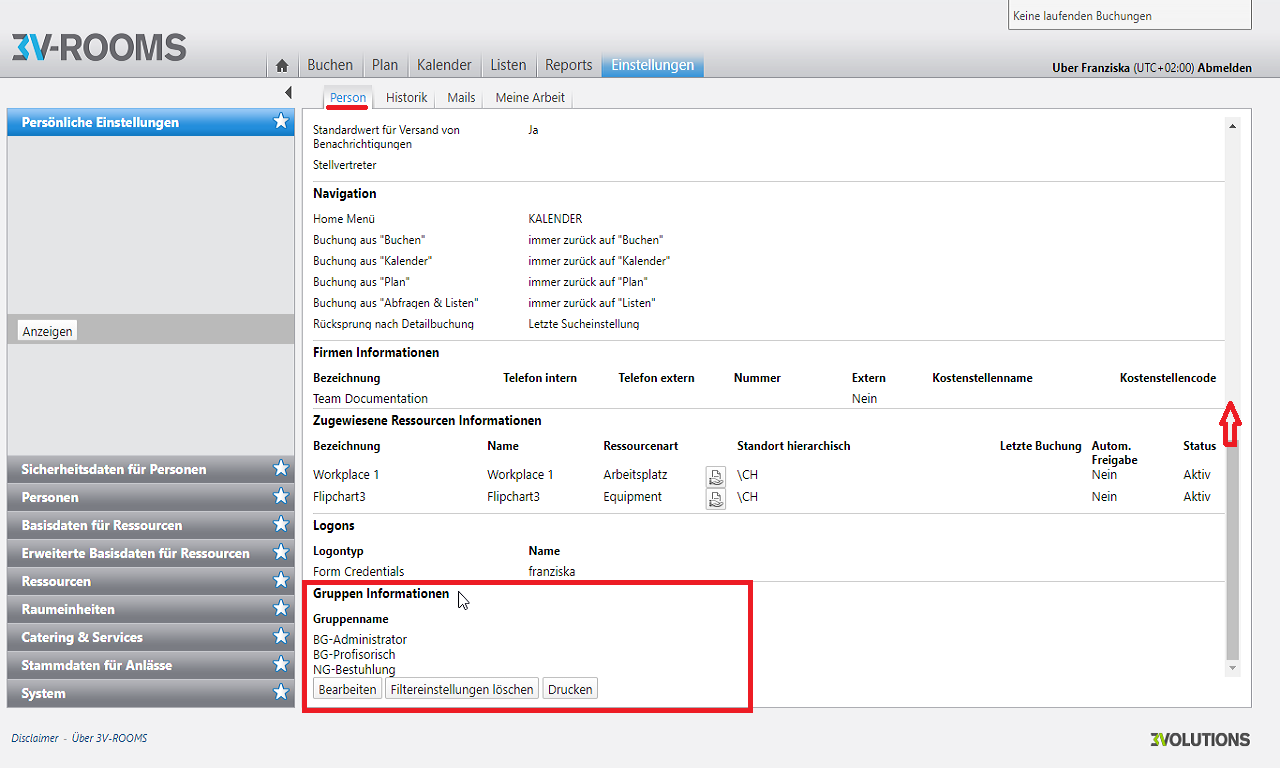 Keine laufenden Buchungen
3V-ROOMS
Buchen Plan Kalender Listen Reports Einstellungen
Uber Franziska (UTC+02:00) Abmelden
Person Historik Mails Meine Arbeit
Persönliche Einstellungen
Anzeigen
Sicherheitsdaten für Personen
Personen
Basisdaten für Ressourcen
Erweiterte Basisdaten für Ressourcen
Ressourcen
Raumeinheiten
Catering & Services
Stammdaten für Anlässe
System
Standardwert für Versand von Ja
Benachrichtigungen
Stellvertreter
Navigation
Home Menü KALENDER
Buchung aus "Buchen" immer zurück auf "Buchen"
Buchung aus "Kalender" immer zurück auf "Kalender"
Buchung aus "Plan" immer zurück auf "Plan"
Buchung aus "Abfragen & Listen" immer zurück auf "Listen"
Rücksprung nach Detailbuchung Letzte Sucheinstellung
Firmen Informationen
Bezeichnung Telefon intern Telefon extern Nummer Extern Kostenstellenname Kostenstellencode
Team Documentation Nein
Zugewiesene Ressourcen Informationen
Bezeichnung Name Ressourcenart Standort hierarchisch Letzte Buchung Autom. Status
Freigabe
Workplace 1 Workplace 1 Arbeitsplatz \CH Nein Aktiv
Flipchart3 Flipchart3 Equipment \CH Nein Aktiv
Logons
Logontyp Name
Form Credentials franziska
Gruppen Informationen
Gruppenname
BG-Administrator
BG-Profisorisch
NG-Bestuhlung
Bearbeiten Filtereinstellungen löschen Drucken
Disclaimer - Über 3V-ROOMS
3VOLUTIONS